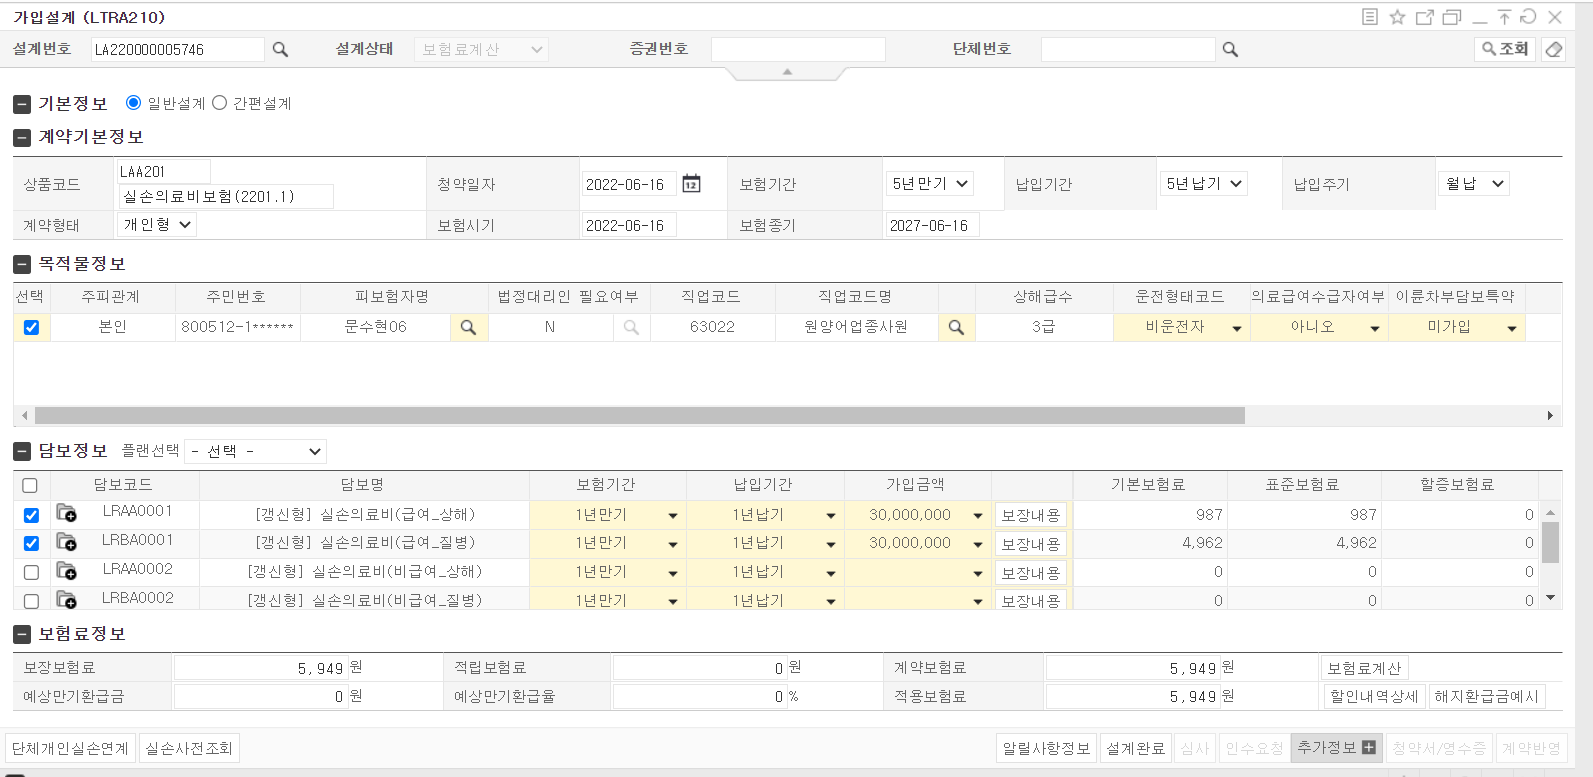 가입설계 (LTRA210)
설계번호 LA220000005746 설계상태 보험료계산 증권번호 단체번호 조회
기본정보 일반설계 간편설계
계약기본정보
상품코드 LAA201 실손의료비보험(2201.1) 청약일자 2022-06-16 12 보험기간 5년만기 납입기간 5년납기 납입주기 월납
계약형태 개인형 보험시기 2022-06-16 보험종기 2027-06-16
목적물정보
선택 주피관계 주민번호 피보험자명 법정대리인 필요여부 직업코드 직업코드명 상해급수 운전형태코드 의료급여수급자여부 이륜차부담보특약
본인 800512-1****** 문수현06 N 63022 원양어업종사원 3급 비운전자 아니오 미가입
담보정보 플랜선택 - 선택 -
담보코드 담보명 보험기간 납입기간 가입금액 기본보험료 표준보험료 할증보험료
LRAA0001 [갱신형] 실손의료비(급여_상해) 1년만기 1년납기 30,000,000 보장내용 987 987 0
LRBA0001 [갱신형] 실손의료비(급여_질병) 1년만기 1년납기 30,000,000 보장내용 4,962 4,962 0
LRAA0002 [갱신형] 실손의료비(비급여_상해) 1년만기 1년납기 보장내용 0 0 0
LRBA0002 [갱신형] 실손의료비(비급여_질병) 1년만기 1년납기 보장내용 0 0 0
보험료정보
보장보험료 5,949 원 적립보험료 0 원 계약보험료 5,949 원 보험료계산
예상만기환급금 0 원 예상만기환급율 0 % 적용보험료 5,949 원 할인내역상세 해지환급금예시
단체개인실손연계 실손사전조회 알릴사항정보 설계완료 심사 인수요청 추가정보 청약서/영수증 계약반영